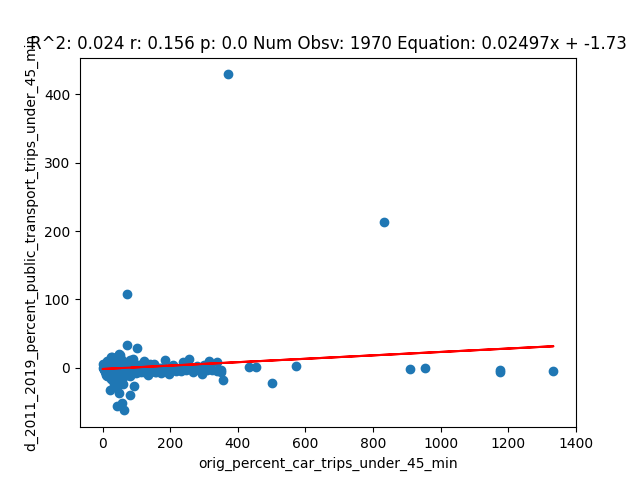 R^2: 0.024 r: 0.156 p: 0.0 Num Obsv: 1970 Equation: 0.02497x + -1.73
d_2011_2019_percent_public_transport_trips_under_45_min
400
300
200
100
0
0 200 400 600 800 1000 1200 1400
orig_percent_car_trips_under_45_min